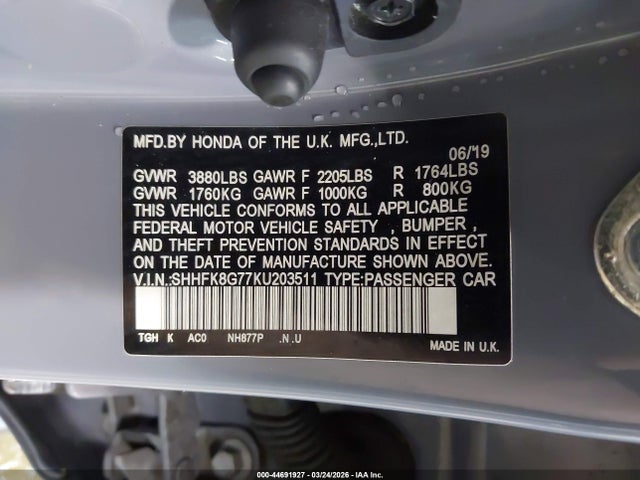 MFD.BY HONDA OF THE U.K. MFG.,LTD.
06/19
GVWR 3880LBS GAWR F 2205LBS R 1764LBS
GVWR 1760KG GAWR F 1000KG R 800KG
THIS VEHICLE CONFORMS TO ALL APPLICABLE
FEDERAL MOTOR VEHICLE SAFETY , BUMPER ,
AND THEFT PREVENTION STANDARDS IN EFFECT
ON THE DATE OF MANUFACTURE SHOWN ABOVE.
V.I.N.:SHHFK8G77KU203511 TYPE:PASSENGER CAR
TGH K AC0 NH877P .N .U
MADE IN U.K.
000-44691927 - 03/24/2026 - IAA Inc.